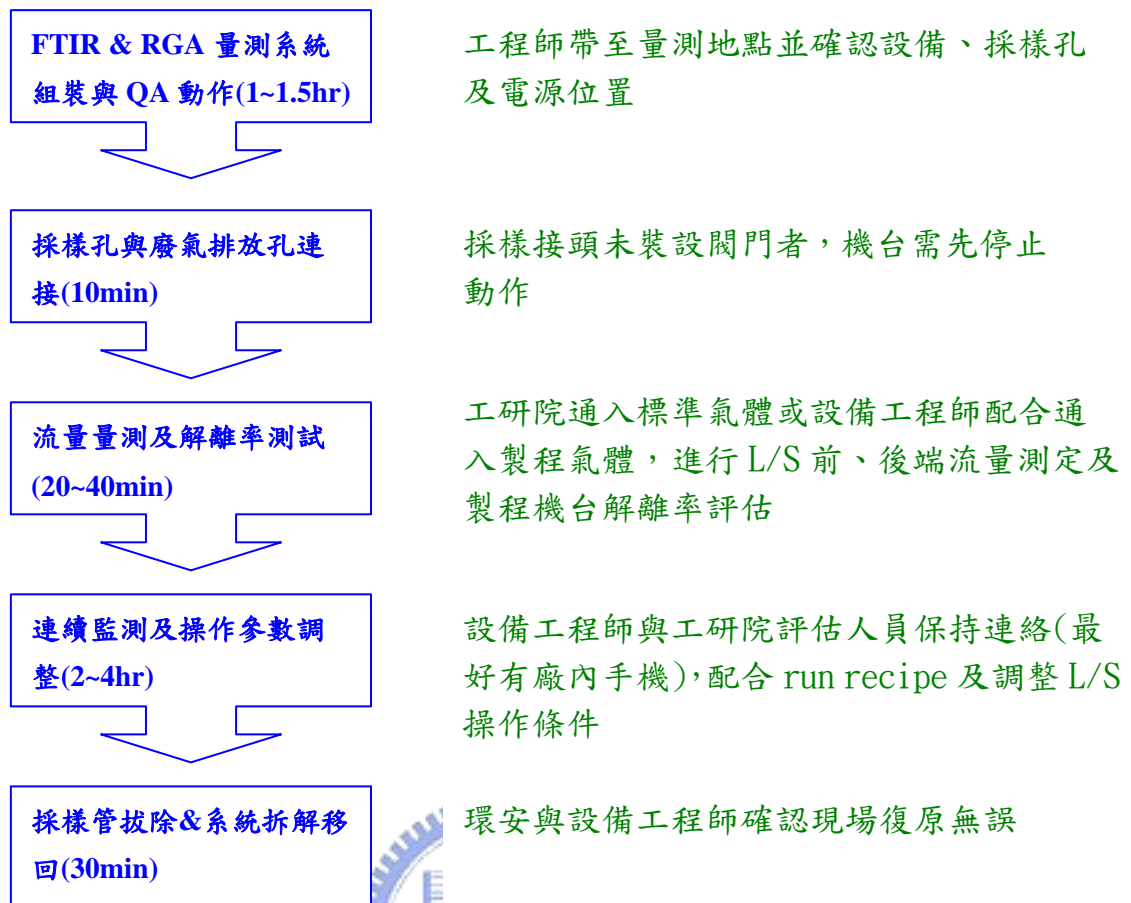 FTIR & RGA 量測系統
組裝與 QA 動作(1~1.5hr)
工程師帶至量測地點並確認設備、採樣孔
及電源位置
採樣孔與廢氣排放孔連
接(10min)
採樣接頭未裝設閥門者，機台需先停止
動作
流量量測及解離率測試
(20~40min)
工研院通入標準氣體或設備工程師配合通
入製程氣體，進行 L/S 前、後端流量測定及
製程機台解離率評估
連續監測及操作參數調
整(2~4hr)
設備工程師與工研院評估人員保持連絡(最
好有廠內手機)，配合 run recipe 及調整 L/S
操作條件
採樣管拔除&系統拆解移
回(30min)
環安與設備工程師確認現場復原無誤